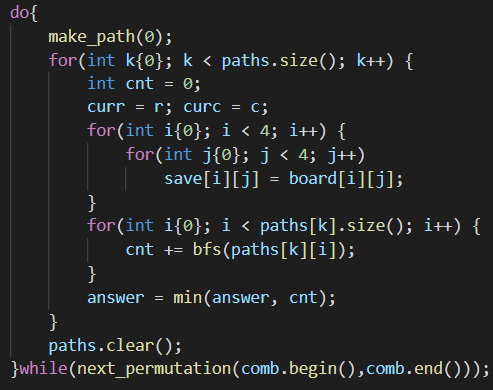 do{
    make_path(0);
    for(int k{0}; k < paths.size(); k++) {
        int cnt = 0;
        curr = r; curc = c;
        for(int i{0}; i < 4; i++) {
            for(int j{0}; j < 4; j++)
                save[i][j] = board[i][j];
        }
        for(int i{0}; i < paths[k].size(); i++) {
            cnt += bfs(paths[k][i]);
        }
        answer = min(answer, cnt);
    }
    paths.clear();
}while(next_permutation(comb.begin(),comb.end()));